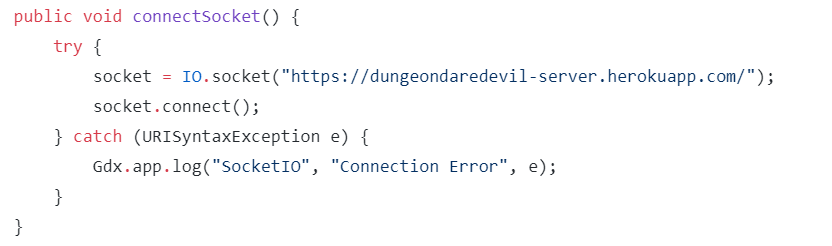 public void connectSocket() {
    try {
        socket = IO.socket("https://dungeondaredevil-server.herokuapp.com/");
        socket.connect();
    } catch (URISyntaxException e) {
        Gdx.app.log("SocketIO", "Connection Error", e);
    }
}